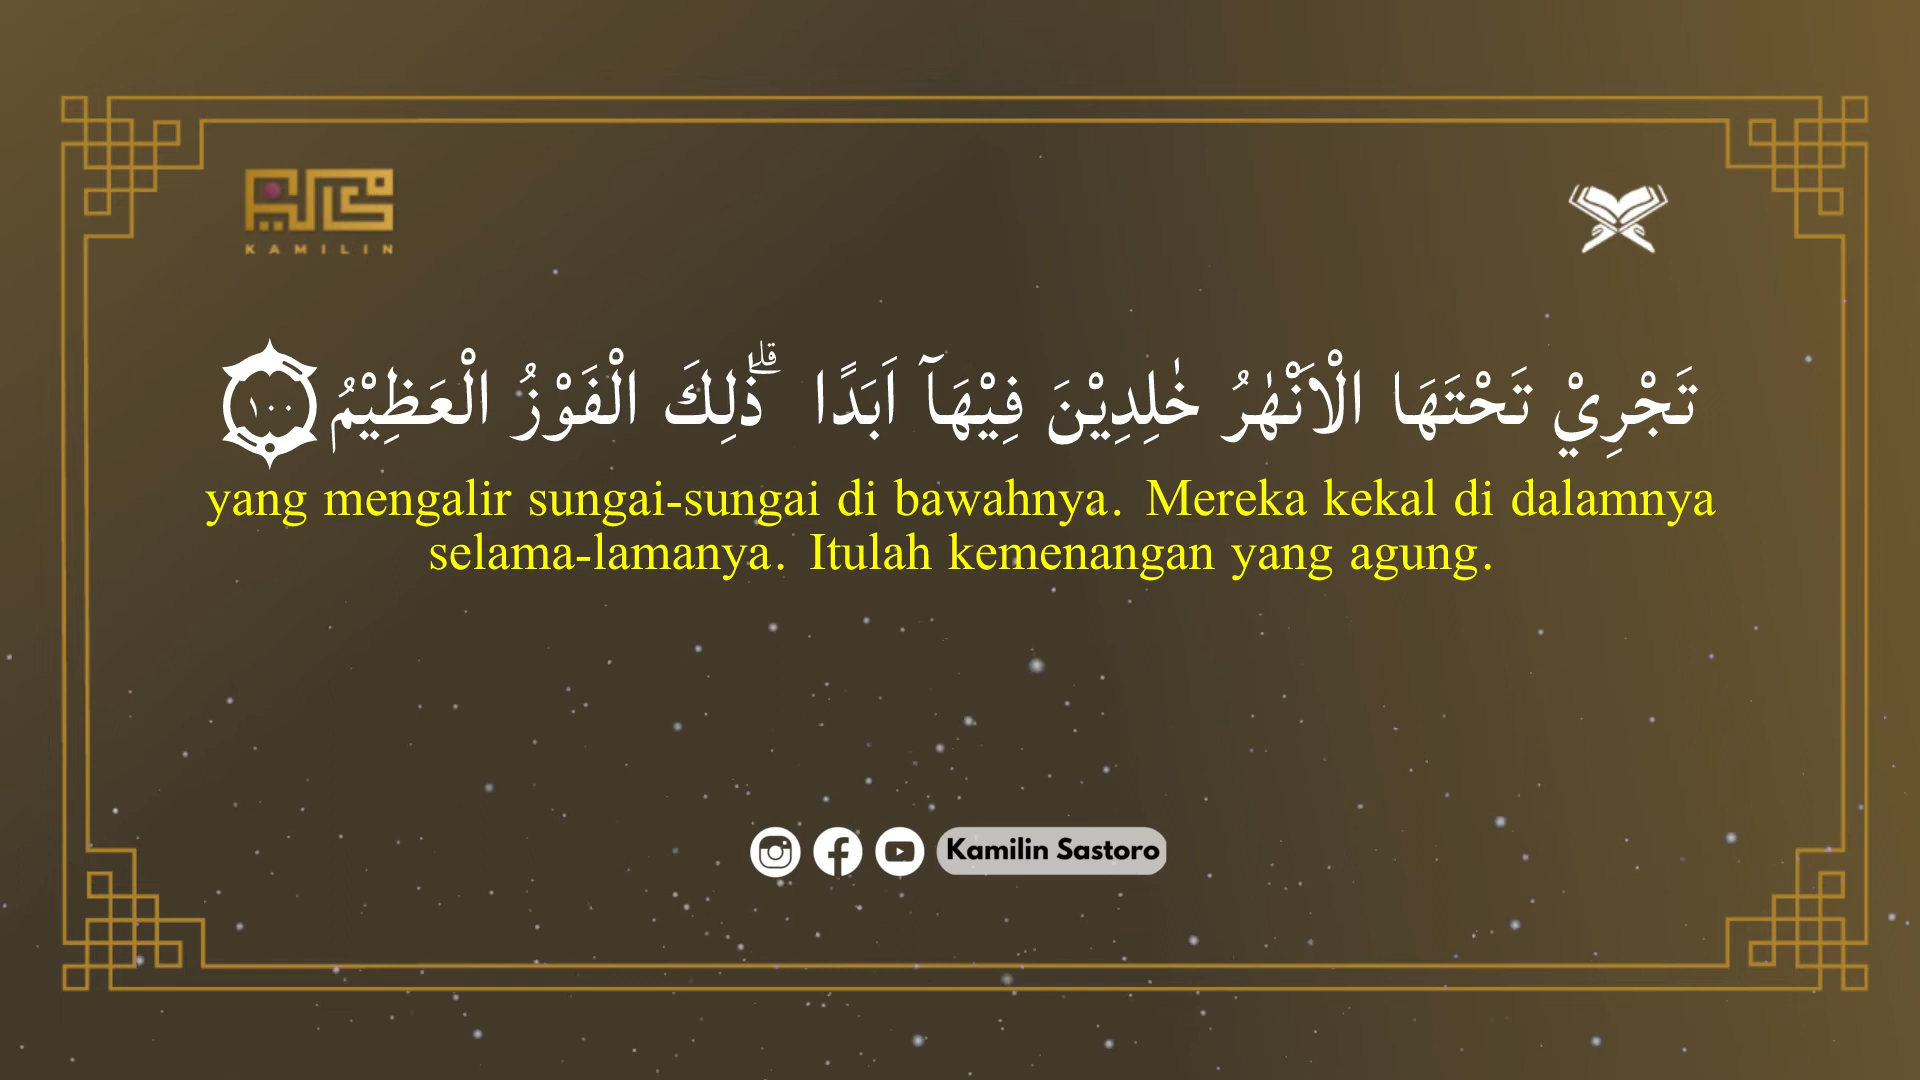 KAMILIN
تَجْرِيْ تَحْتَهَا الْاَنْهٰرُ خٰلِدِيْنَ فِيْهَآ اَبَدًا ۗذٰلِكَ الْفَوْزُ الْعَظِيْمُ ١٠٠
yang mengalir sungai-sungai di bawahnya. Mereka kekal di dalamnya
selama-lamanya. Itulah kemenangan yang agung.
Kamilin Sastoro